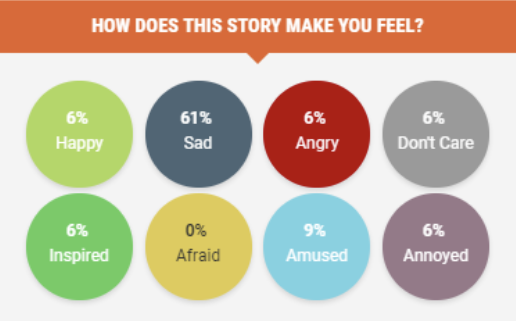 HOW DOES THIS STORY MAKE YOU FEEL?
6% 61% 6% 6%
Happy Sad Angry Don't Care
6% 0% 9% 6%
Inspired Afraid Amused Annoyed